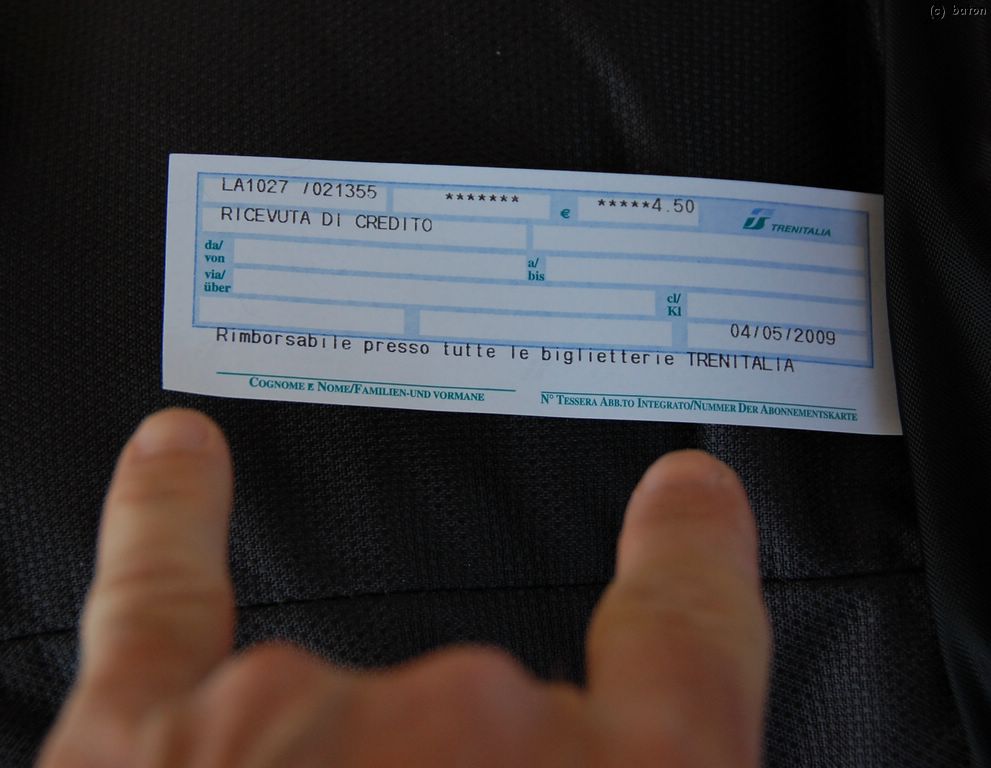 (c) baron
LA1027 /021355 ******* € *****4.50 TRENITALIA
RICEVUTA DI CREDITO
da/
von
a/
bis
via/
über
cl/
Kl
04/05/2009
Rimborsabile presso tutte le biglietterie TRENITALIA
COGNOME E NOME/FAMILIEN-UND VORMANE
N° TESSERA ABB.TO INTEGRATO/NUMMER DER ABONNEMENTSKARTE